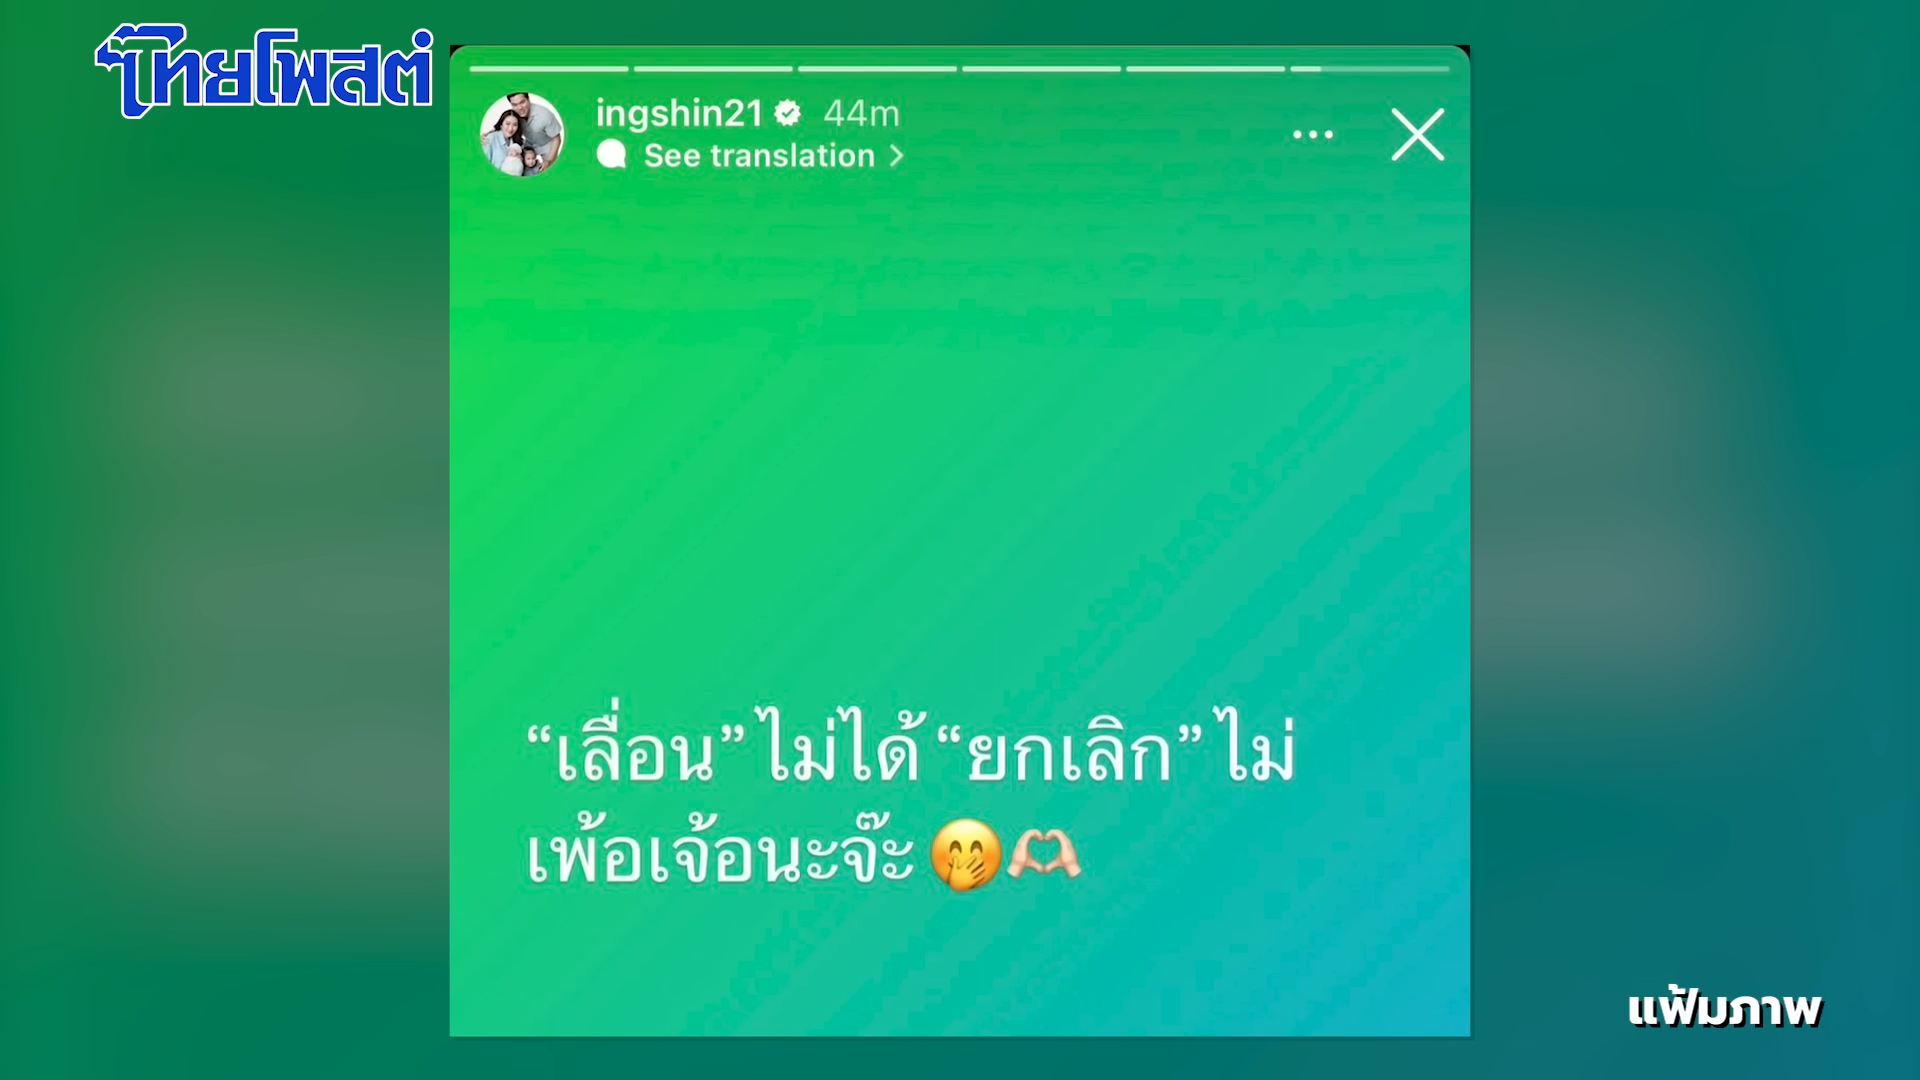 ไทยโพสต์
ingshin21 44m
See translation >
“เลื่อน” ไม่ได้ “ยกเลิก” ไม่
เพ้อเจ้อนะจ๊ะ 🤭🫶🏻
แฟ้มภาพ